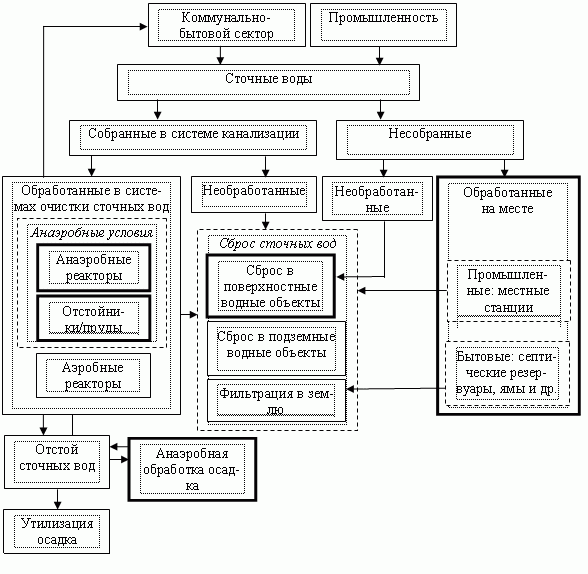 Коммунально-
бытовой сектор
Промышленность
Сточные воды
Собранные в системе канализации
Несобранные
Обработанные в систе-
мах очистки сточных вод
Необработанные
Необработан-
ные
Обработанные
на месте
Анаэробные условия
Анаэробные
реакторы
Отстойни-
ки/пруды
Аэробные
реакторы
Сброс сточных вод
Сброс в
поверхностные
водные объекты
Сброс в подземные
водные объекты
Фильтрация в зем-
лю
Промышлен-
ные: местные
станции
Бытовые: септи-
ческие резер-
вуары, ямы и др.
Отстой
сточных вод
Анаэробная
обработка осад-
ка
Утилизация
осадка